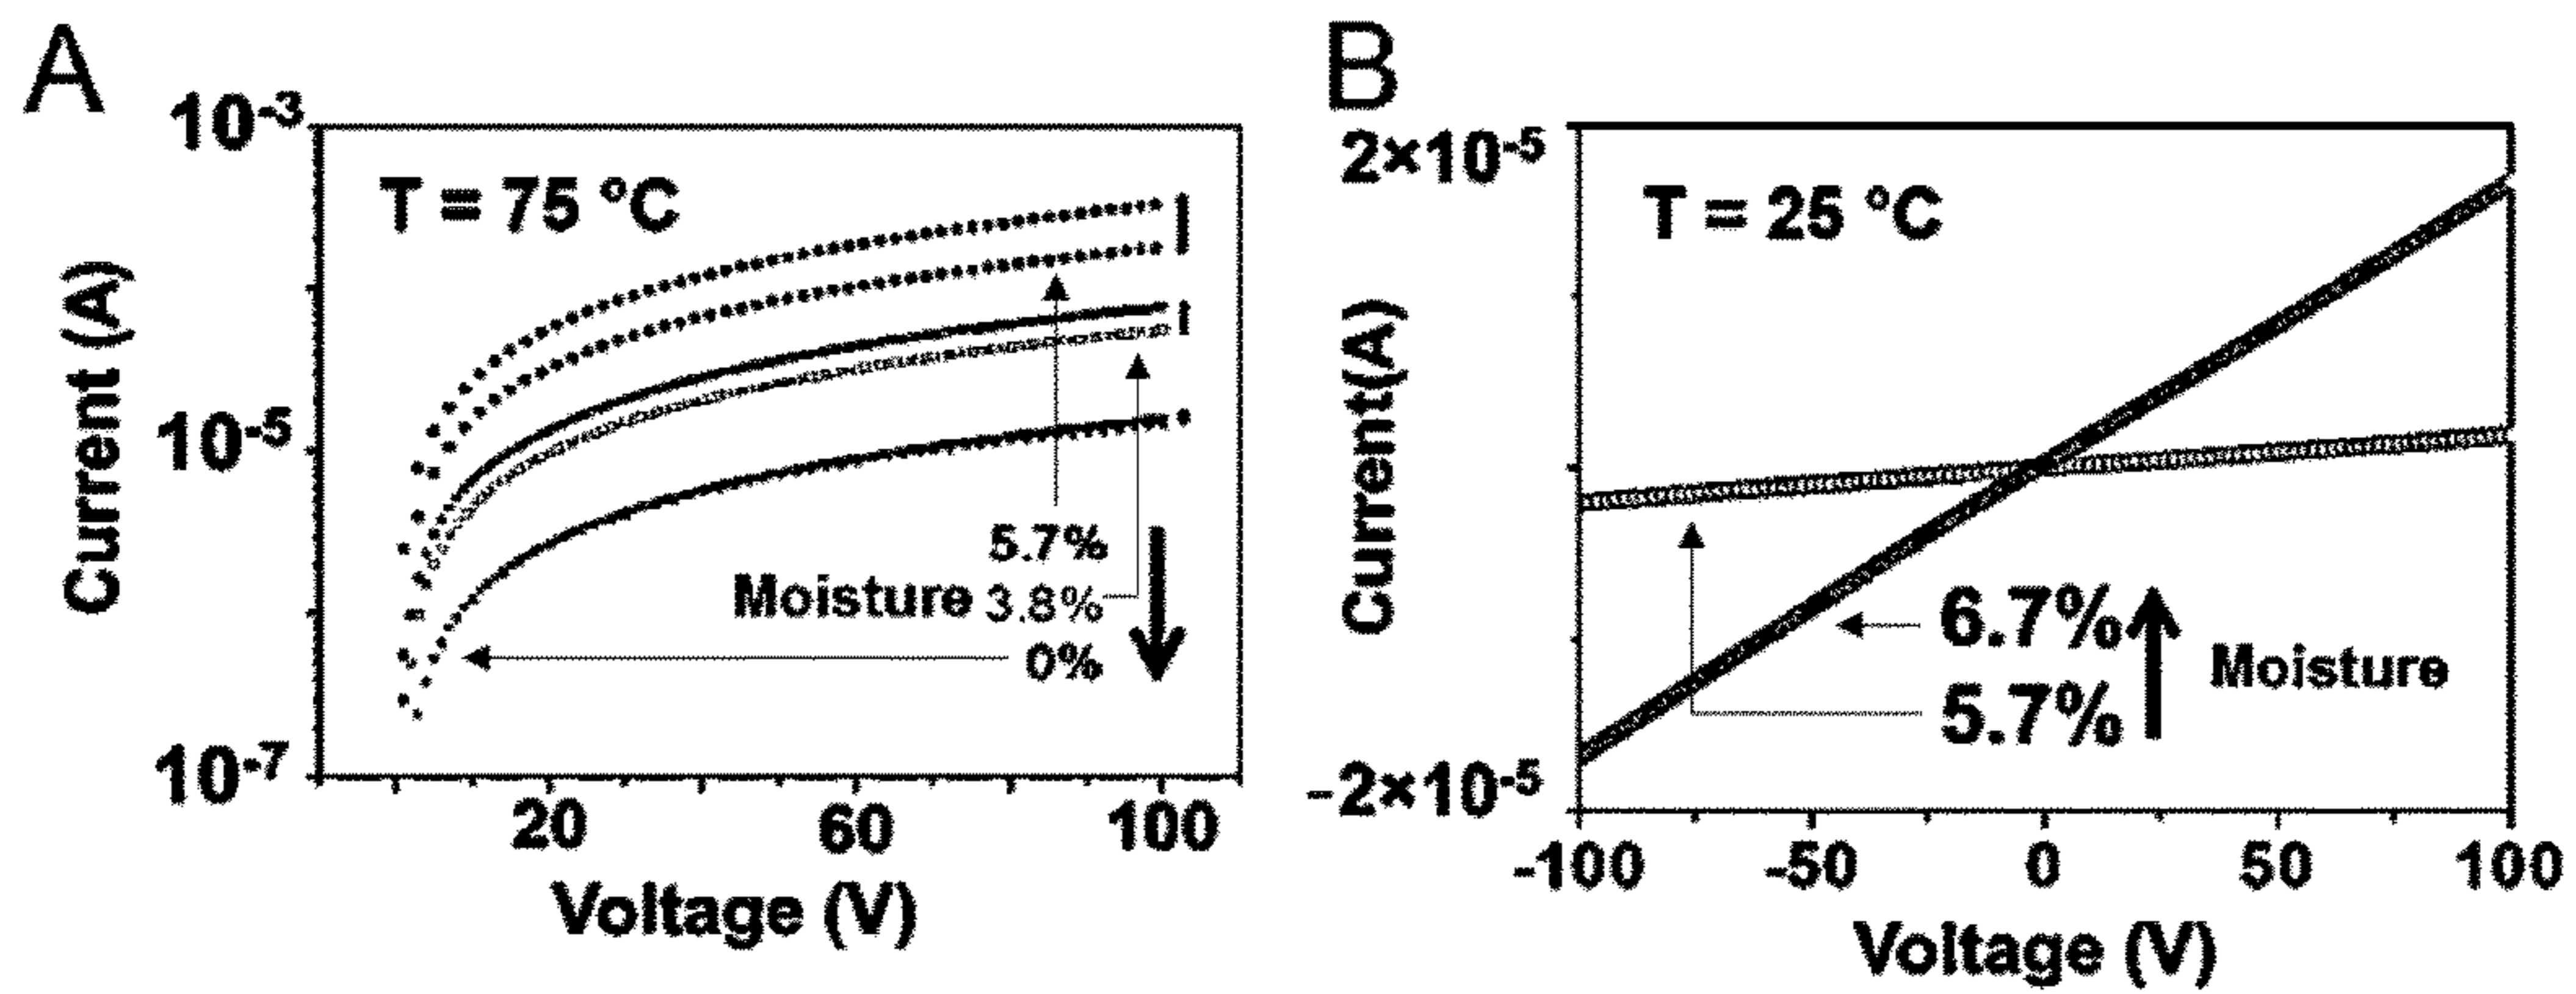 A
10⁻³
T = 75 °C
10⁻⁵
5.7%
Moisture 3.8%
0%
10⁻⁷
20 60 100
Voltage (V)
Current (A)
B
2×10⁻⁵
T = 25 °C
6.7%
Moisture
5.7%
-2×10⁻⁵
-100 -50 0 50 100
Voltage (V)
Current(A)